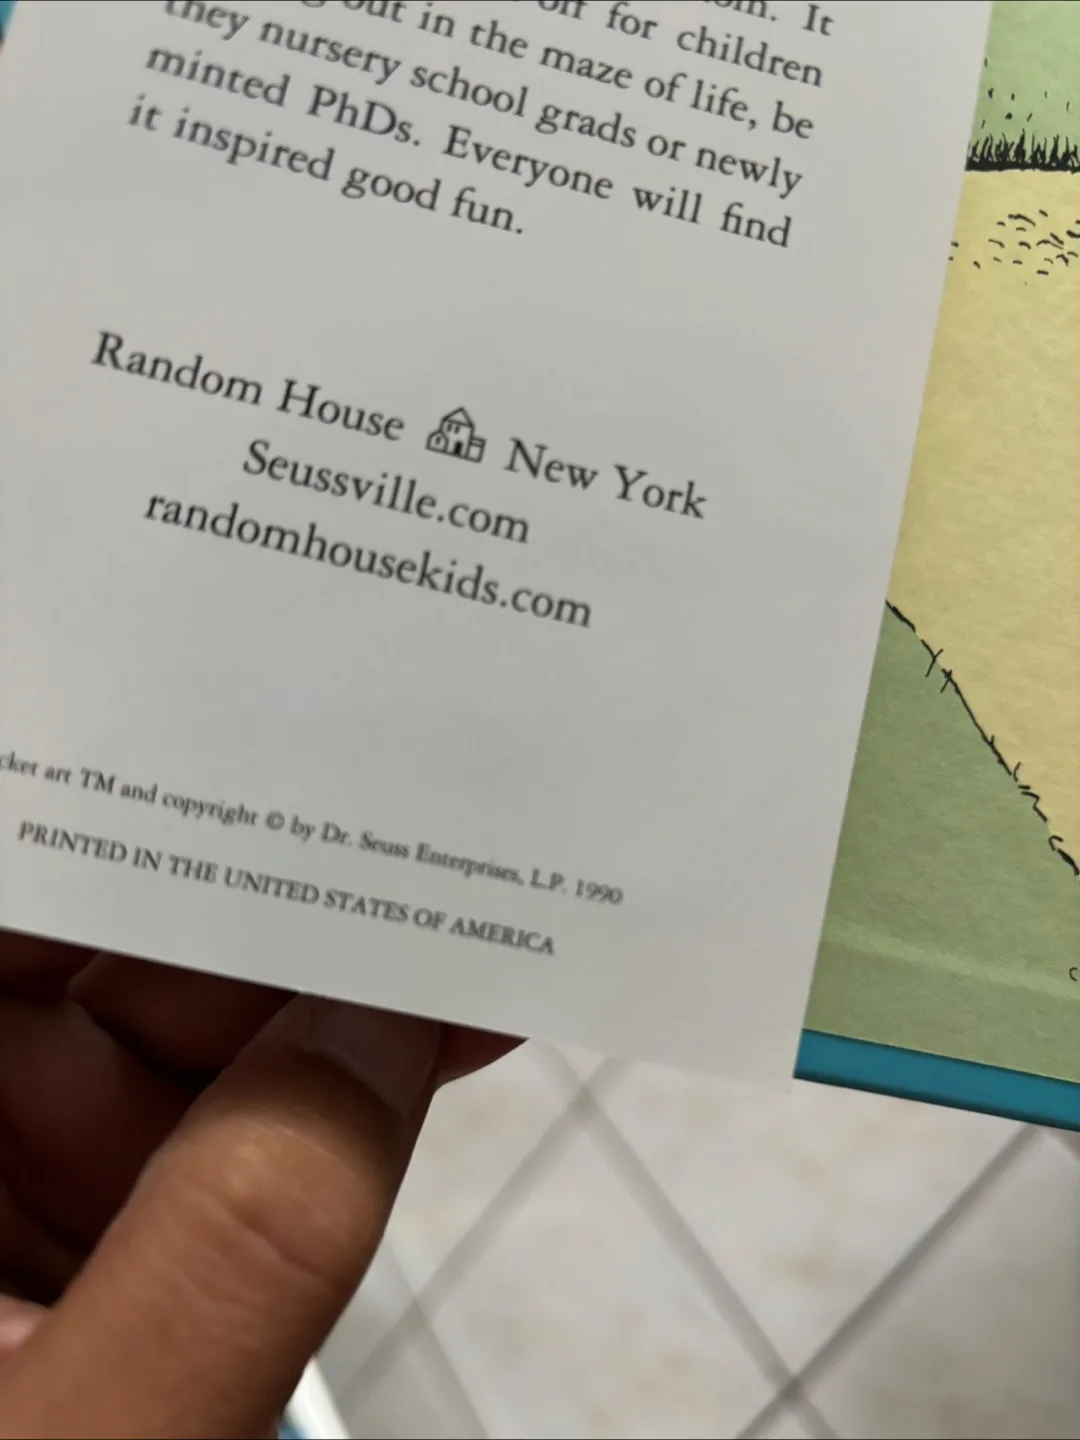 It
off for children
out in the maze of life, be
they nursery school grads or newly
minted PhDs. Everyone will find
it inspired good fun.
Random House New York
Seussville.com
randomhousekids.com
art TM and copyright © by Dr. Seuss Enterprises, L.P. 1990
PRINTED IN THE UNITED STATES OF AMERICA